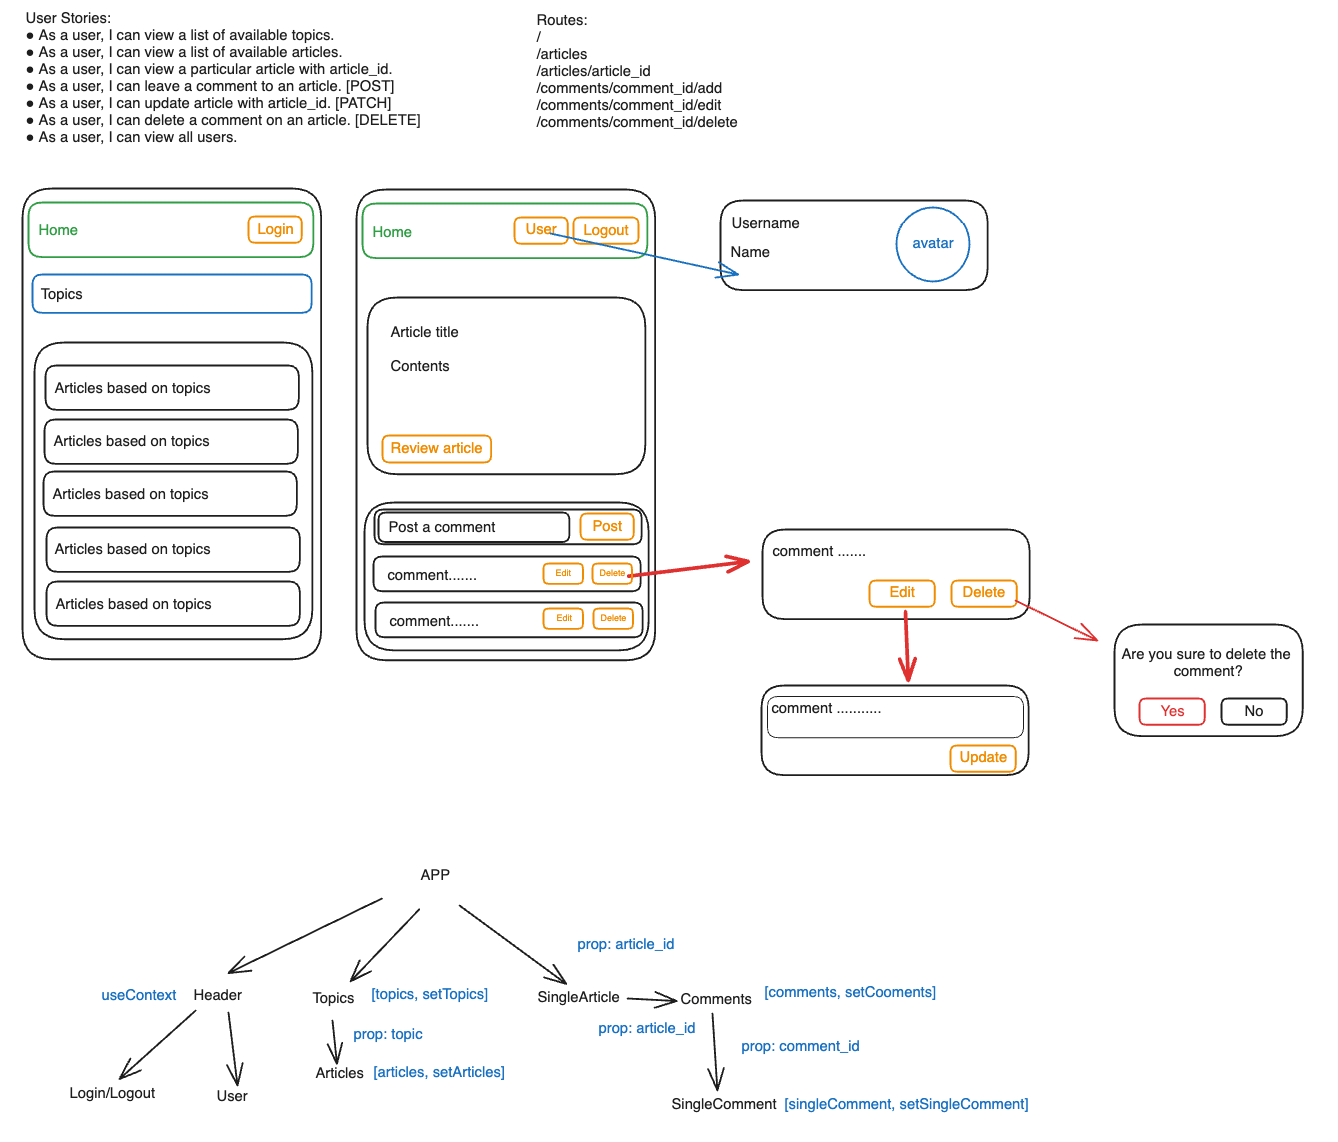 User Stories:
● As a user, I can view a list of available topics.
● As a user, I can view a list of available articles.
● As a user, I can view a particular article with article_id.
● As a user, I can leave a comment to an article. [POST]
● As a user, I can update article with article_id. [PATCH]
● As a user, I can delete a comment on an article. [DELETE]
● As a user, I can view all users.
Routes:
/
/articles
/articles/article_id
/comments/comment_id/add
/comments/comment_id/edit
/comments/comment_id/delete
Home
Login
Topics
Articles based on topics
Articles based on topics
Articles based on topics
Articles based on topics
Articles based on topics
Home
User
Logout
Article title
Contents
Review article
Post a comment
Post
comment.......
Edit
Delete
comment.......
Edit
Delete
Username
Name
avatar
comment .......
Edit
Delete
comment ...........
Update
Are you sure to delete the
comment?
Yes
No
APP
prop: article_id
useContext
Header
Topics
[topics, setTopics]
SingleArticle
Comments
[comments, setCooments]
prop: topic
prop: article_id
prop: comment_id
Articles
[articles, setArticles]
Login/Logout
User
SingleComment
[singleComment, setSingleComment]